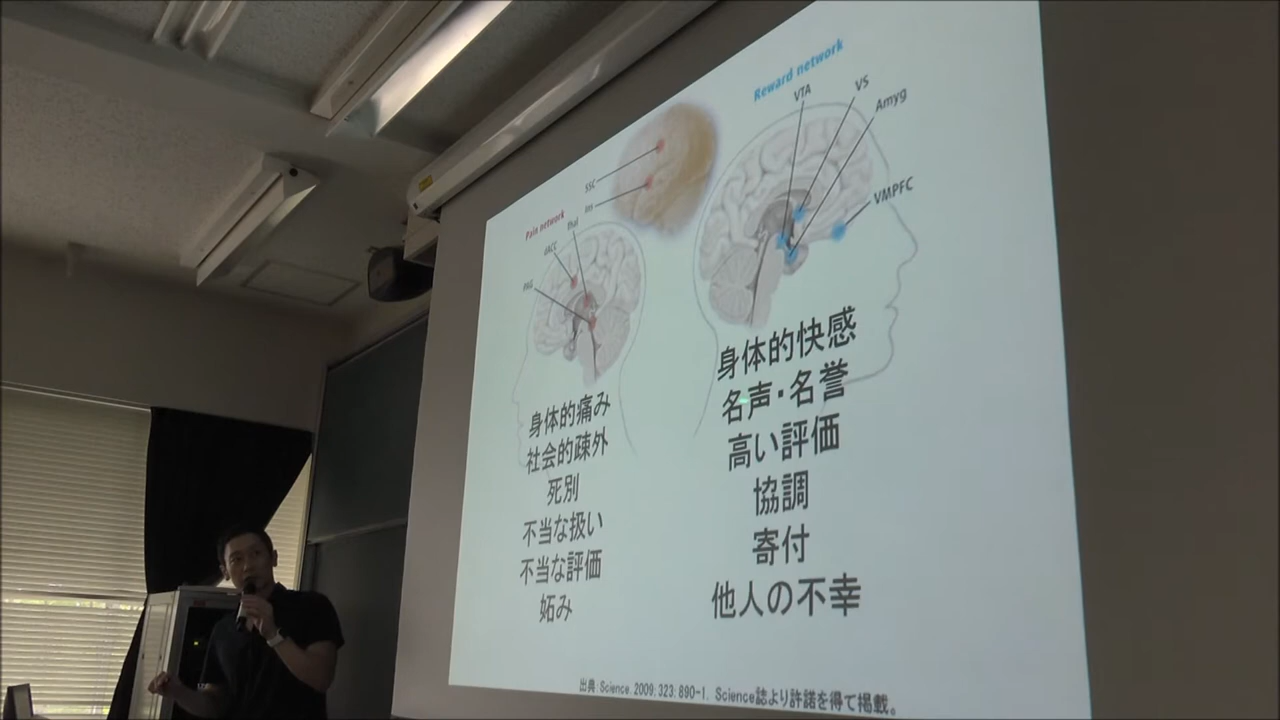 Reward network
VTA
VS
Amyg
VMPFC
SSC
Ins
Pain network
Thal
dACC
PAG
身体的痛み
社会的疎外
死別
不当な扱い
不当な評価
妬み
身体的快感
名声・名誉
高い評価
協調
寄付
他人の不幸
出典：Science. 2009; 323: 890-1. Science誌より許諾を得て掲載。